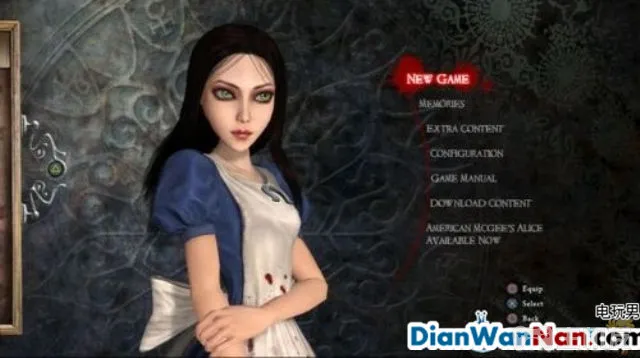 NEW GAME
MEMORIES
EXTRA CONTENT
CONFIGURATION
GAME MANUAL
DOWNLOAD CONTENT
AMERICAN MCGEE'S ALICE
AVAILABLE NOW
Equip
Select
Back
电玩男
DianWanNan.com